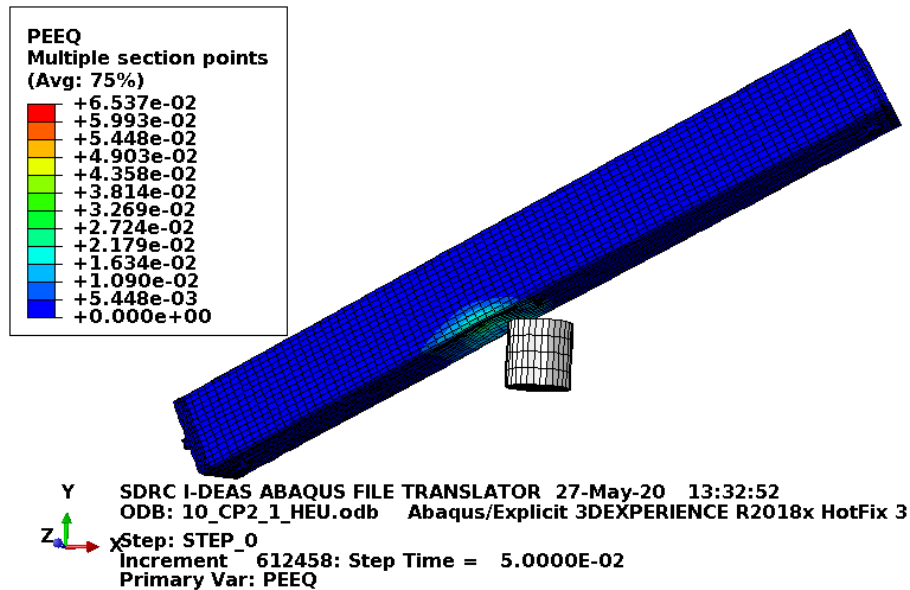 PEEQ
Multiple section points
(Avg: 75%)
+6.537e-02
+5.993e-02
+5.448e-02
+4.903e-02
+4.358e-02
+3.814e-02
+3.269e-02
+2.724e-02
+2.179e-02
+1.634e-02
+1.090e-02
+5.448e-03
+0.000e+00
Y
Z
X
SDRC I-DEAS ABAQUS FILE TRANSLATOR 27-May-20 13:32:52
ODB: 10_CP2_1_HEU.odb Abaqus/Explicit 3DEXPERIENCE R2018x HotFix 3
Step: STEP_0
Increment 612458: Step Time = 5.0000E-02
Primary Var: PEEQ